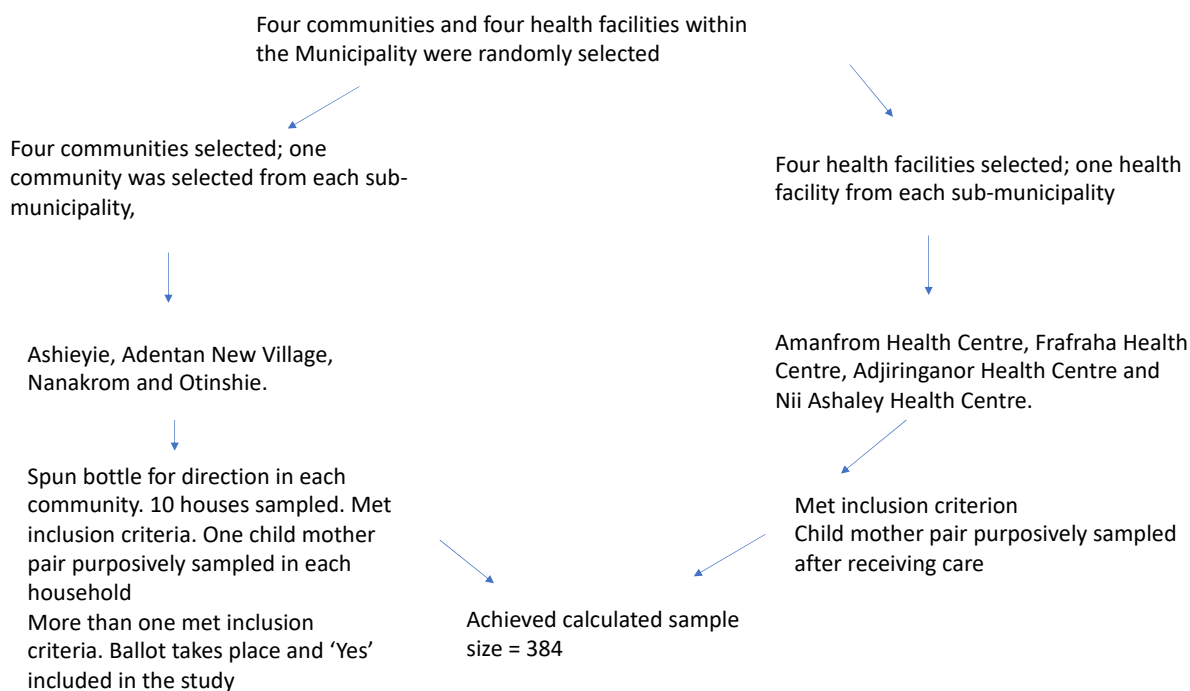 Four communities and four health facilities within
the Municipality were randomly selected
Four communities selected; one
community was selected from each sub-
municipality,
Four health facilities selected; one health
facility from each sub-municipality
Ashieyie, Adentan New Village,
Nanakrom and Otinshie.
Amanfrom Health Centre, Frafraha Health
Centre, Adjiringanor Health Centre and
Nii Ashaley Health Centre.
Spun bottle for direction in each
community. 10 houses sampled. Met
inclusion criteria. One child mother
pair purposively sampled in each
household
More than one met inclusion
criteria. Ballot takes place and ‘Yes’
included in the study
Met inclusion criterion
Child mother pair purposively sampled
after receiving care
Achieved calculated sample
size = 384